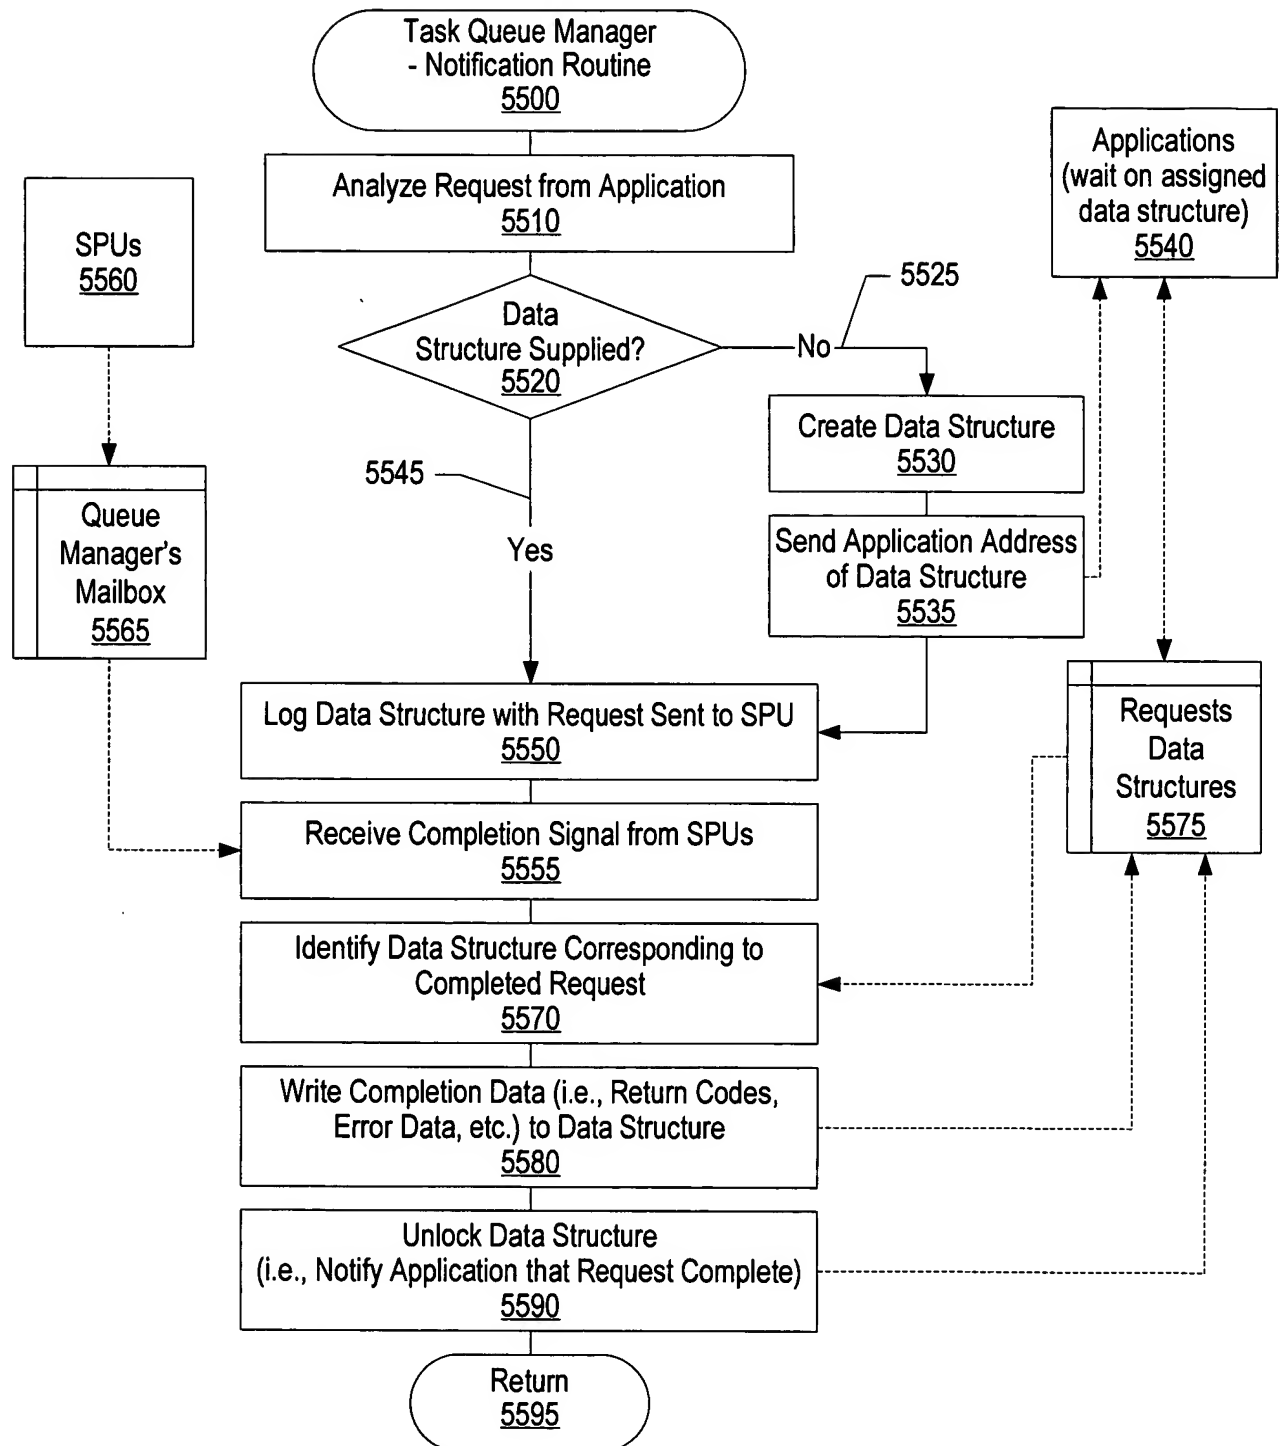 Task Queue Manager
- Notification Routine
5500
Analyze Request from Application
5510
Applications
(wait on assigned
data structure)
5540
SPUs
5560
5525
Data
Structure Supplied?
5520
No
Create Data Structure
5530
5545
Queue
Manager's
Mailbox
5565
Yes
Send Application Address
of Data Structure
5535
Log Data Structure with Request Sent to SPU
5550
Requests
Data
Structures
5575
Receive Completion Signal from SPUs
5555
Identify Data Structure Corresponding to
Completed Request
5570
Write Completion Data (i.e., Return Codes,
Error Data, etc.) to Data Structure
5580
Unlock Data Structure
(i.e., Notify Application that Request Complete)
5590
Return
5595